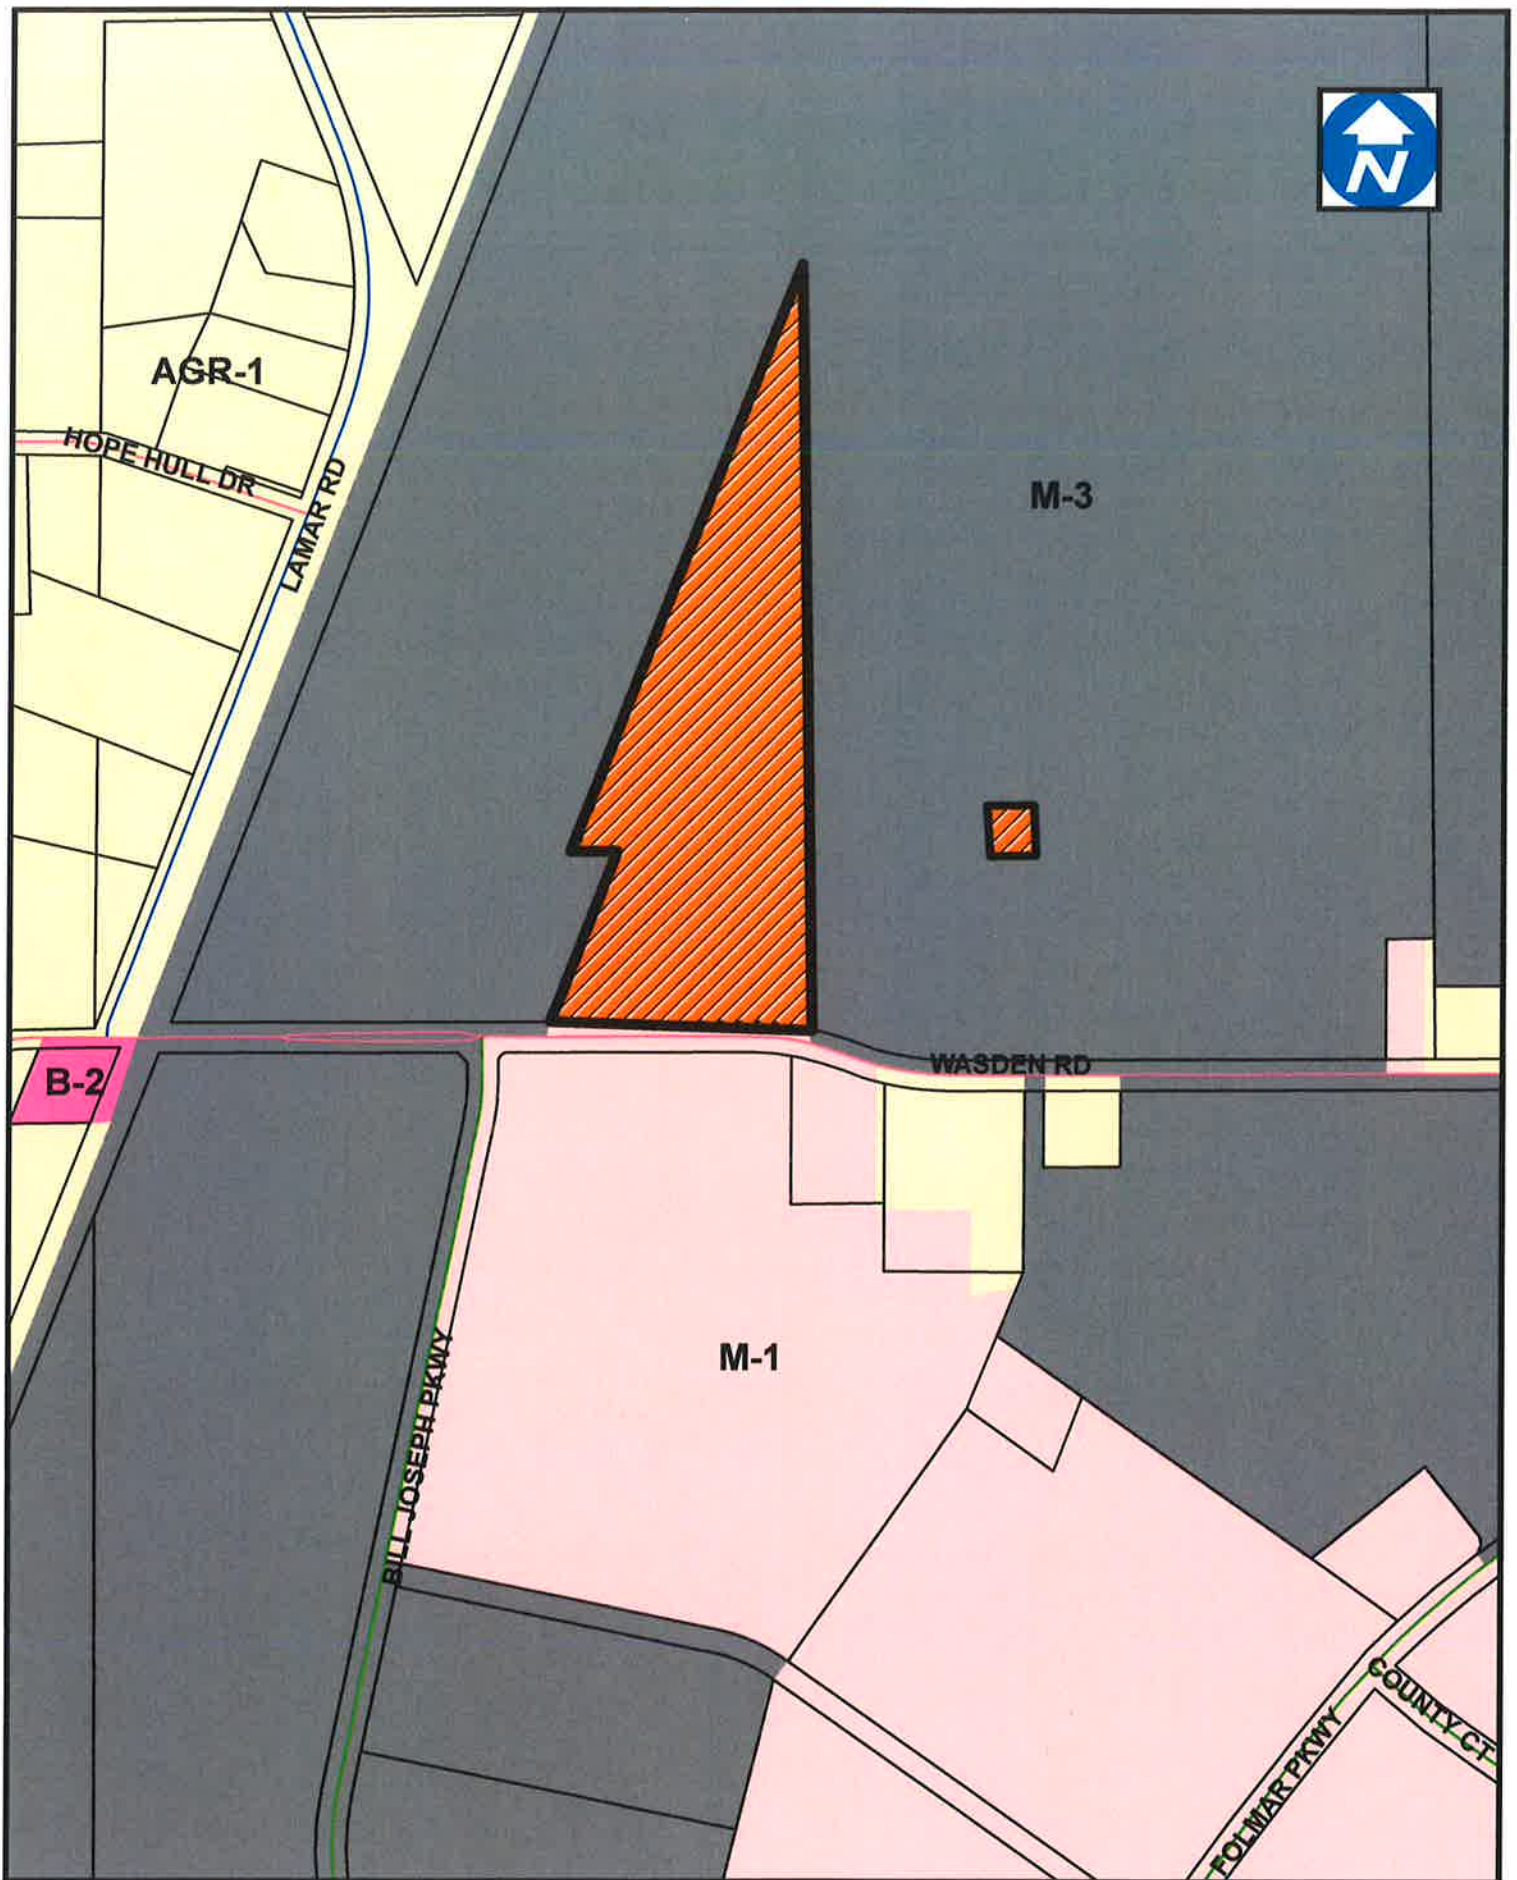 N
AGR-1
HOPE HULL DR
LAMAR RD
M-3
WASDEN RD
B-2
M-1
BILL JOSEPH PKWY
COUNTY CT
FOLMAR PKWY